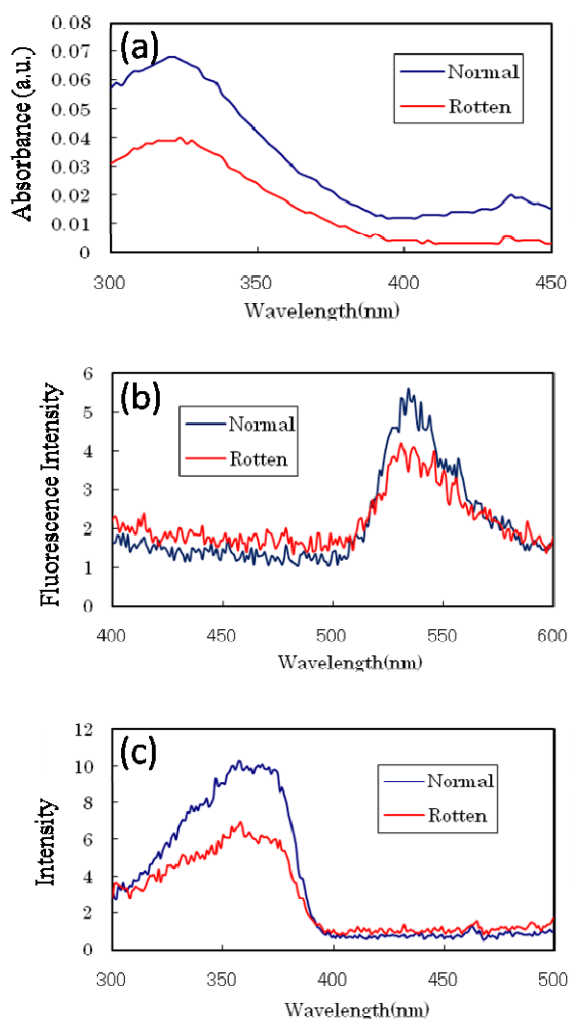 (a)
Absorbance (a.u.)
0.08
0.07
0.06
0.05
0.04
0.03
0.02
0.01
0
Normal
Rotten
300 350 400 450
Wavelength(nm)
(b)
Fluorescence Intensity
6
5
4
3
2
1
0
Normal
Rotten
400 450 500 550 600
Wavelength(nm)
(c)
Intensity
12
10
8
6
4
2
0
Normal
Rotten
300 350 400 450 500
Wavelength(nm)